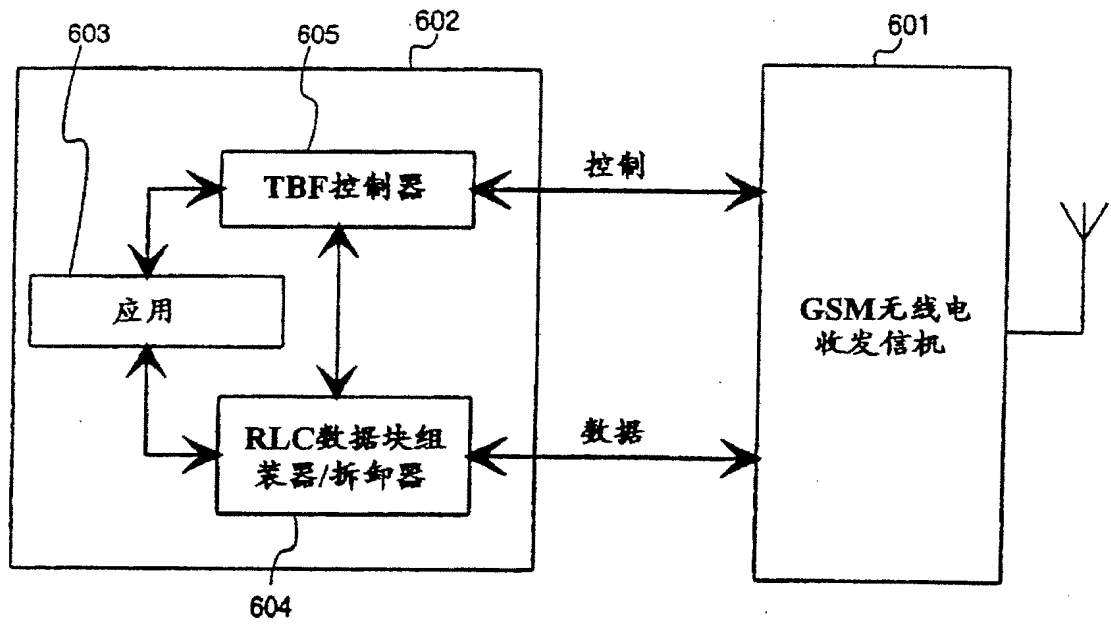 603
605
602
601
TBF控制器
控制
应用
GSM无线电
收发信机
RLC数据块组
装器/拆卸器
数据
604